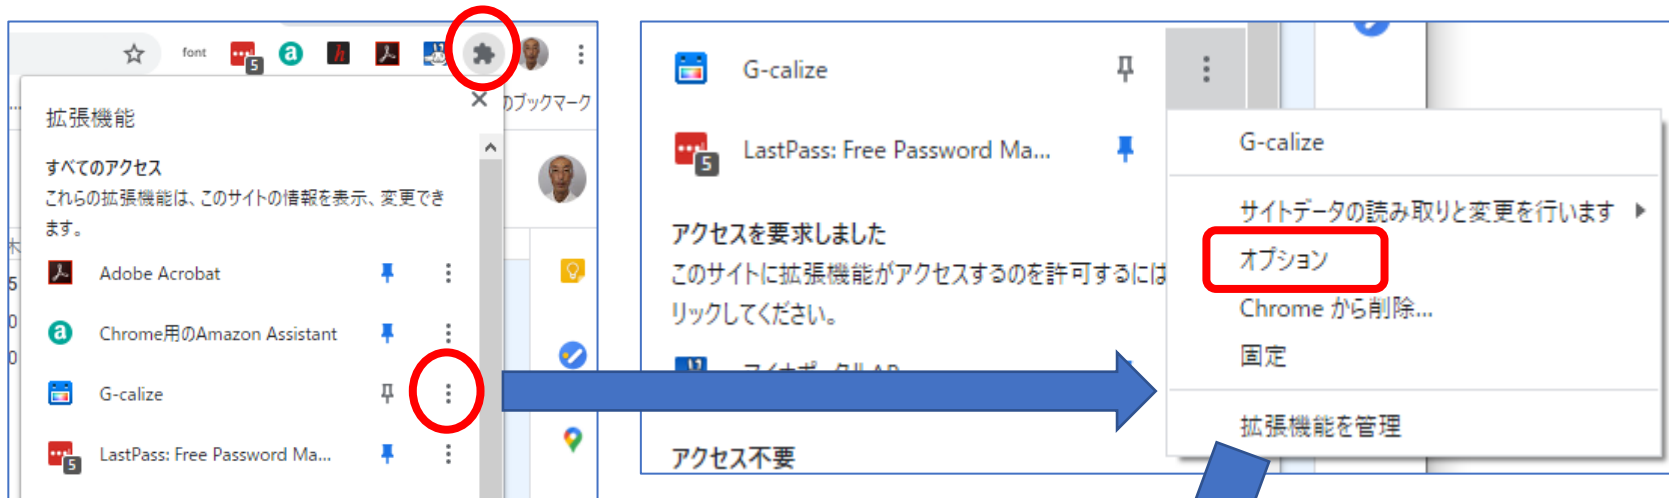 font
5
a
h
のブックマーク
拡張機能
すべてのアクセス
これらの拡張機能は、このサイトの情報を表示、変更でき
ます。
木
5
0
0
Adobe Acrobat
a
Chrome用のAmazon Assistant
G-calize
5
LastPass: Free Password Ma...
G-calize
5
LastPass: Free Password Ma...
アクセスを要求しました
このサイトに拡張機能がアクセスするのを許可するには
リックしてください。
アクセス不要
G-calize
サイトデータの読み取りと変更を行います
オプション
Chrome から削除...
固定
拡張機能を管理